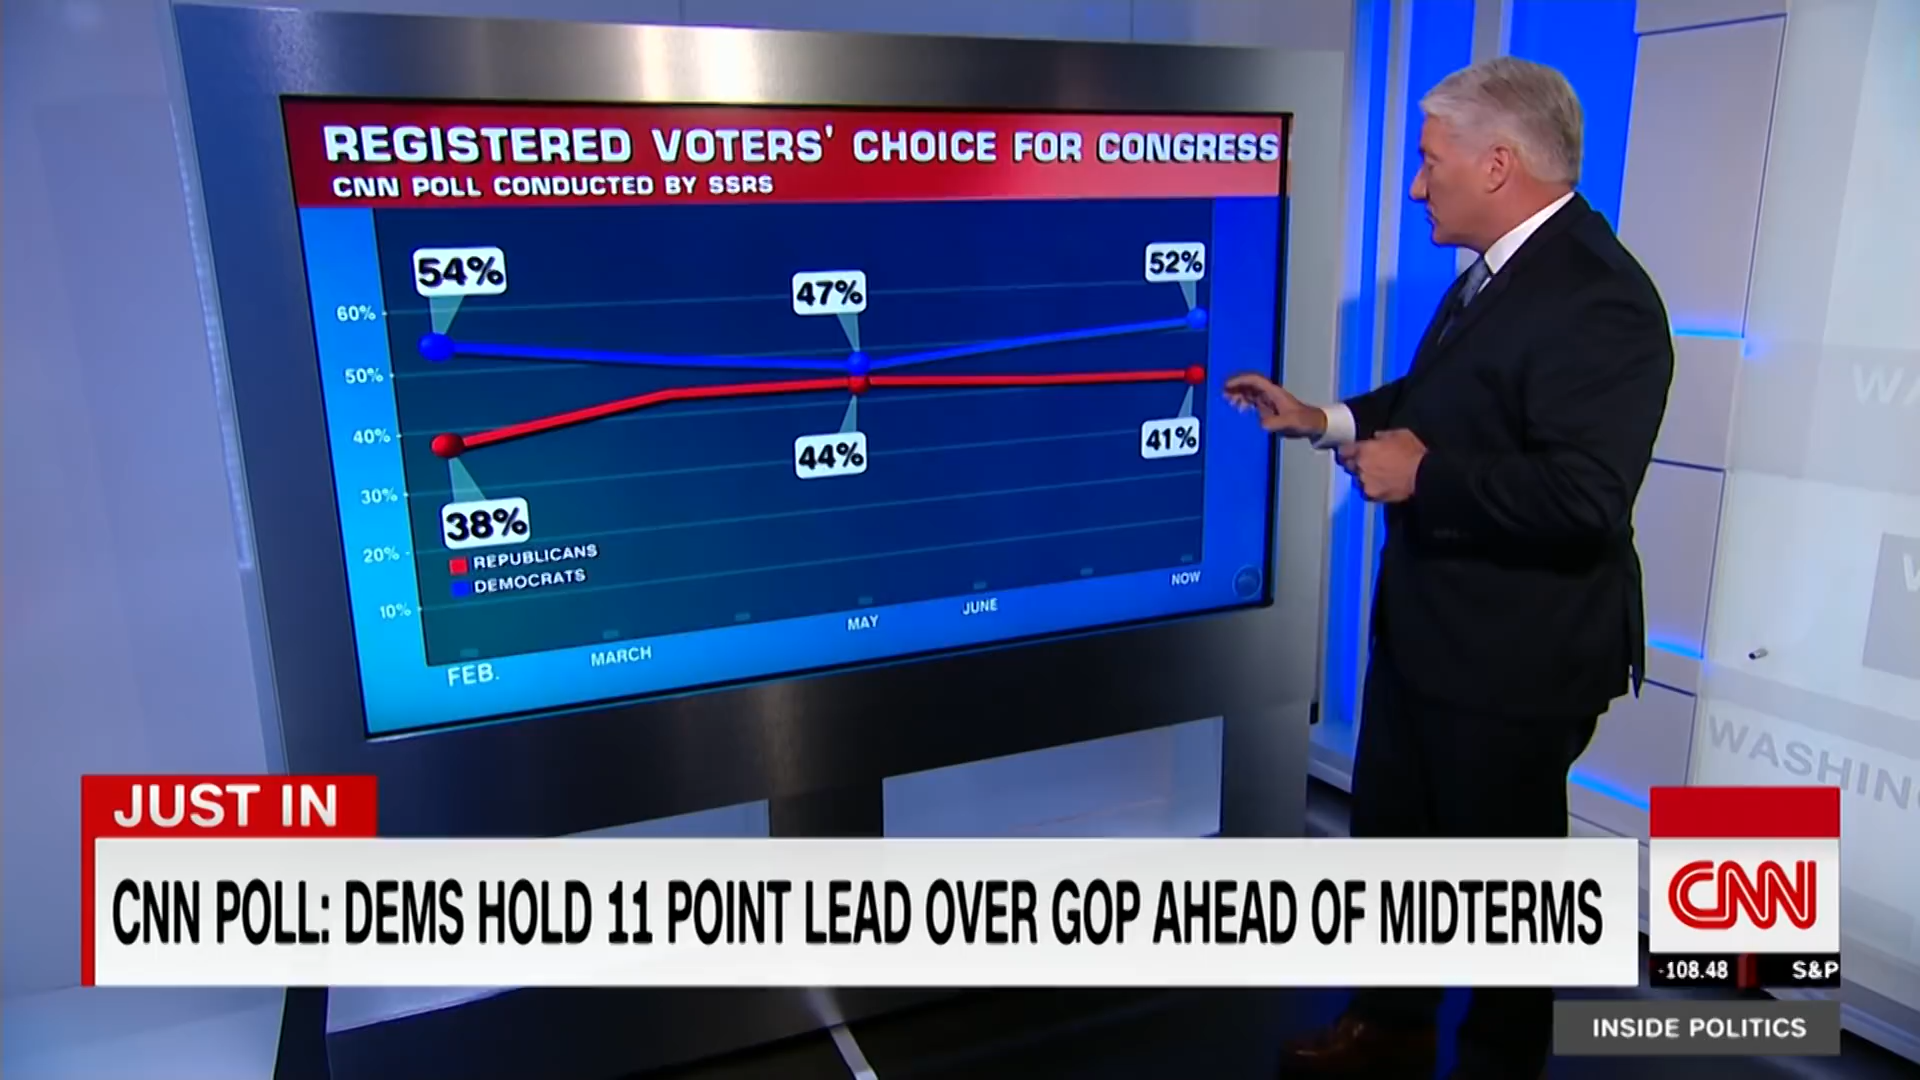 REGISTERED VOTERS' CHOICE FOR CONGRESS
CNN POLL CONDUCTED BY SSRS
54%
47%
52%
60%
50%
40%
30%
20%
10%
38%
44%
41%
REPUBLICANS
DEMOCRATS
FEB.
MARCH
MAY
JUNE
NOW
WASHIN
JUST IN
CNN POLL: DEMS HOLD 11 POINT LEAD OVER GOP AHEAD OF MIDTERMS
CNN
-108.48 S&P
INSIDE POLITICS